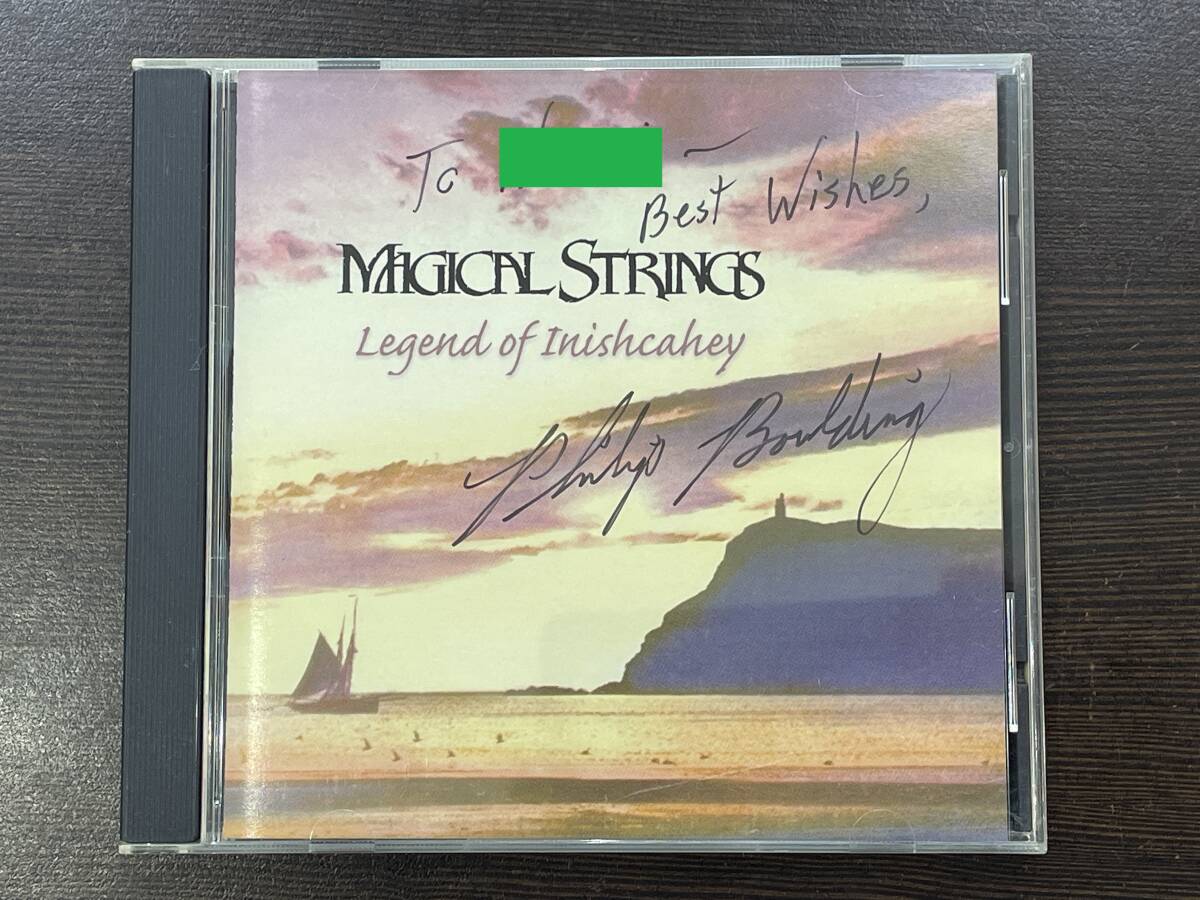 To
Best Wishes,
MAGICAL STRINGS
Legend of Inishcahey
Philip Boulding